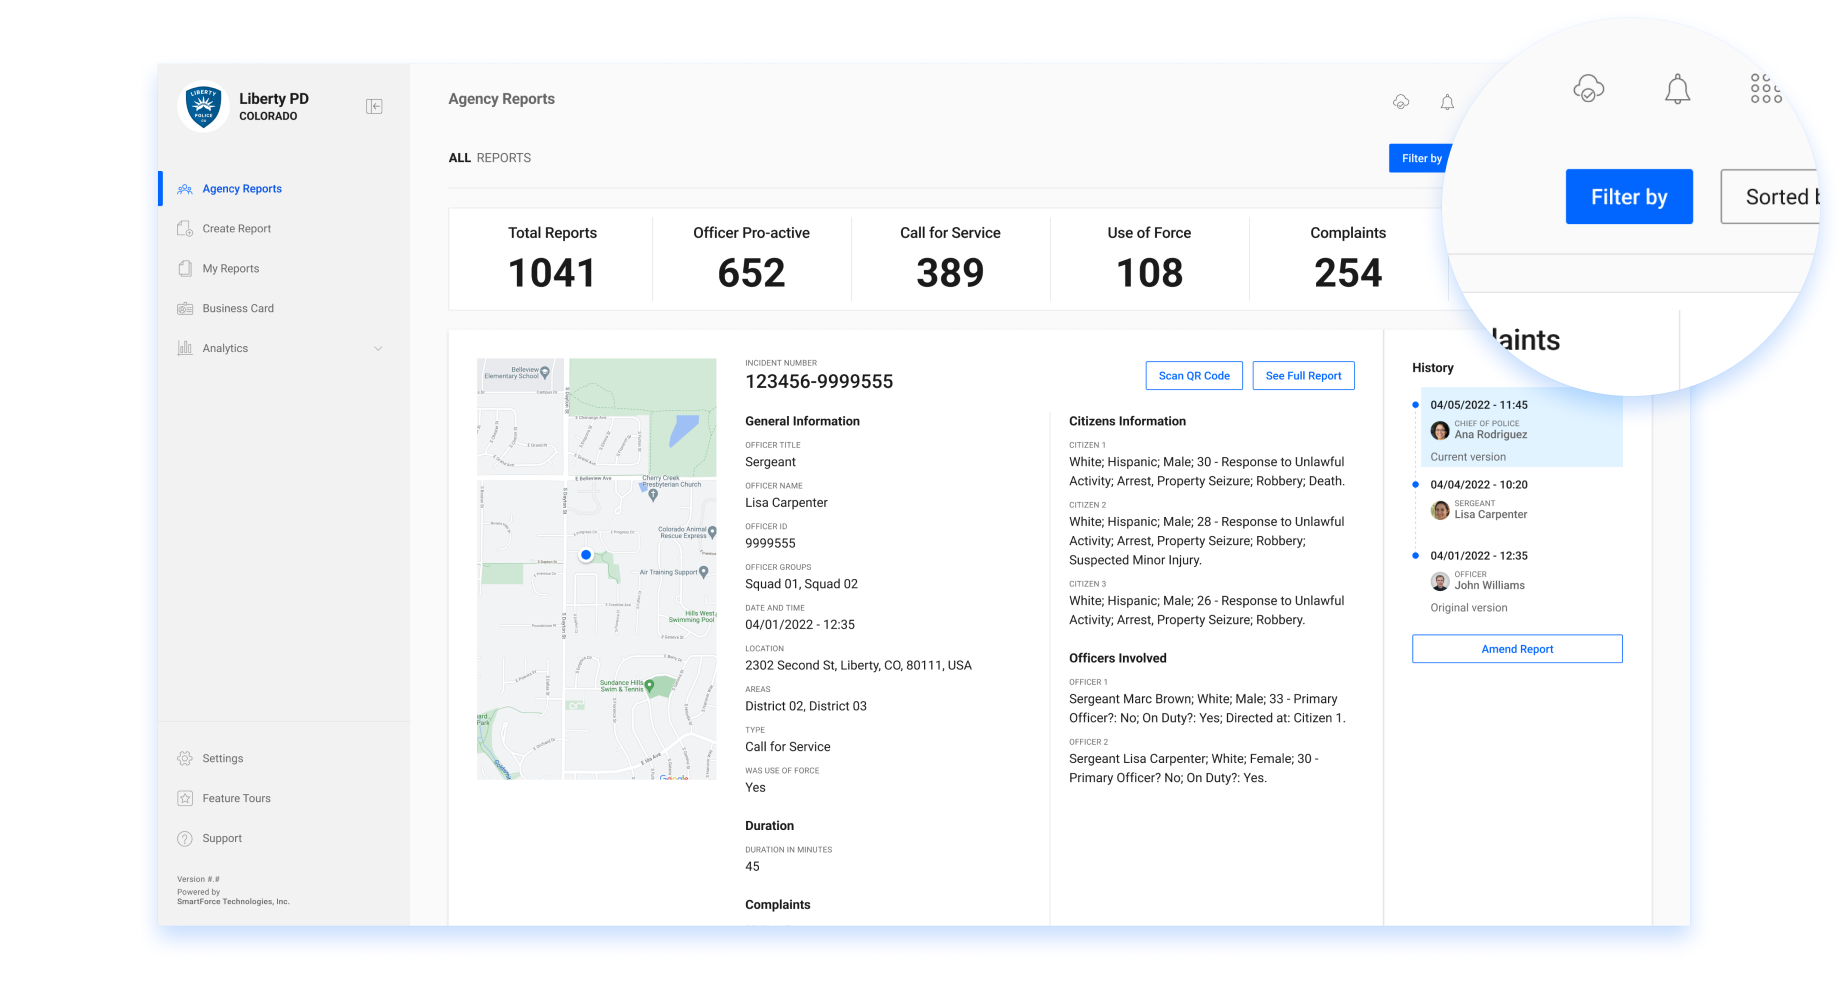 LIBERTY
POLICE
CO
Liberty PD
COLORADO
Agency Reports
Create Report
My Reports
Business Card
Analytics
Settings
Feature Tours
Support
Version #.#
Powered by
SmartForce Technologies, Inc.
Agency Reports
ALL REPORTS
Filter by
Filter by
Sorted
Total Reports
1041
Officer Pro-active
652
Call for Service
389
Use of Force
108
Complaints
254
laints
Belleview
Elementary School
E Belleview Ave
Cherry Creek
Presbyterian Church
S Dayton St
Colorado Animal
Rescue Express
Air Training Support
Hills West
Swimming Pool
Sundance Hills
Swim & Tennis
Park
E Ida Ave
Google
INCIDENT NUMBER
123456-9999555
Scan QR Code
See Full Report
General Information
OFFICER TITLE
Sergeant
OFFICER NAME
Lisa Carpenter
OFFICER ID
9999555
OFFICER GROUPS
Squad 01, Squad 02
DATE AND TIME
04/01/2022 - 12:35
LOCATION
2302 Second St, Liberty, CO, 80111, USA
AREAS
District 02, District 03
TYPE
Call for Service
WAS USE OF FORCE
Yes
Duration
DURATION IN MINUTES
45
Complaints
Citizens Information
CITIZEN 1
White; Hispanic; Male; 30 - Response to Unlawful
Activity; Arrest, Property Seizure; Robbery; Death.
CITIZEN 2
White; Hispanic; Male; 28 - Response to Unlawful
Activity; Arrest, Property Seizure; Robbery;
Suspected Minor Injury.
CITIZEN 3
White; Hispanic; Male; 26 - Response to Unlawful
Activity; Arrest, Property Seizure; Robbery.
Officers Involved
OFFICER 1
Sergeant Marc Brown; White; Male; 33 - Primary
Officer?: No; On Duty?: Yes; Directed at: Citizen 1.
OFFICER 2
Sergeant Lisa Carpenter; White; Female; 30 -
Primary Officer? No; On Duty?: Yes.
History
04/05/2022 - 11:45
CHIEF OF POLICE
Ana Rodriguez
Current version
04/04/2022 - 10:20
SERGEANT
Lisa Carpenter
04/01/2022 - 12:35
OFFICER
John Williams
Original version
Amend Report